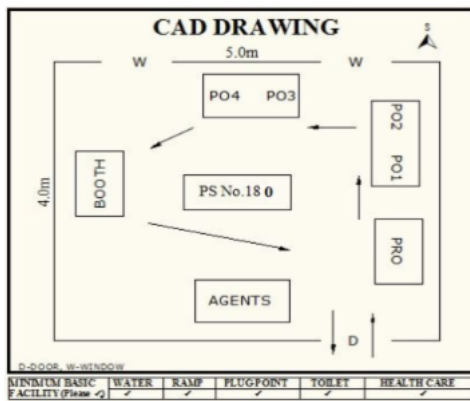 CAD DRAWING
S
W 5.0m W
PO4 PO3
PO2
PO1
4.0m
BOOTH
PS No.18 0
PRO
AGENTS
D
D-DOOR, W-WINDOW
MINIMUM BASIC FACILITY (Please ✓) WATER RAMP PLUGPOINT TOILET HEALTH CARE
✓ ✓ ✓ ✓ ✓